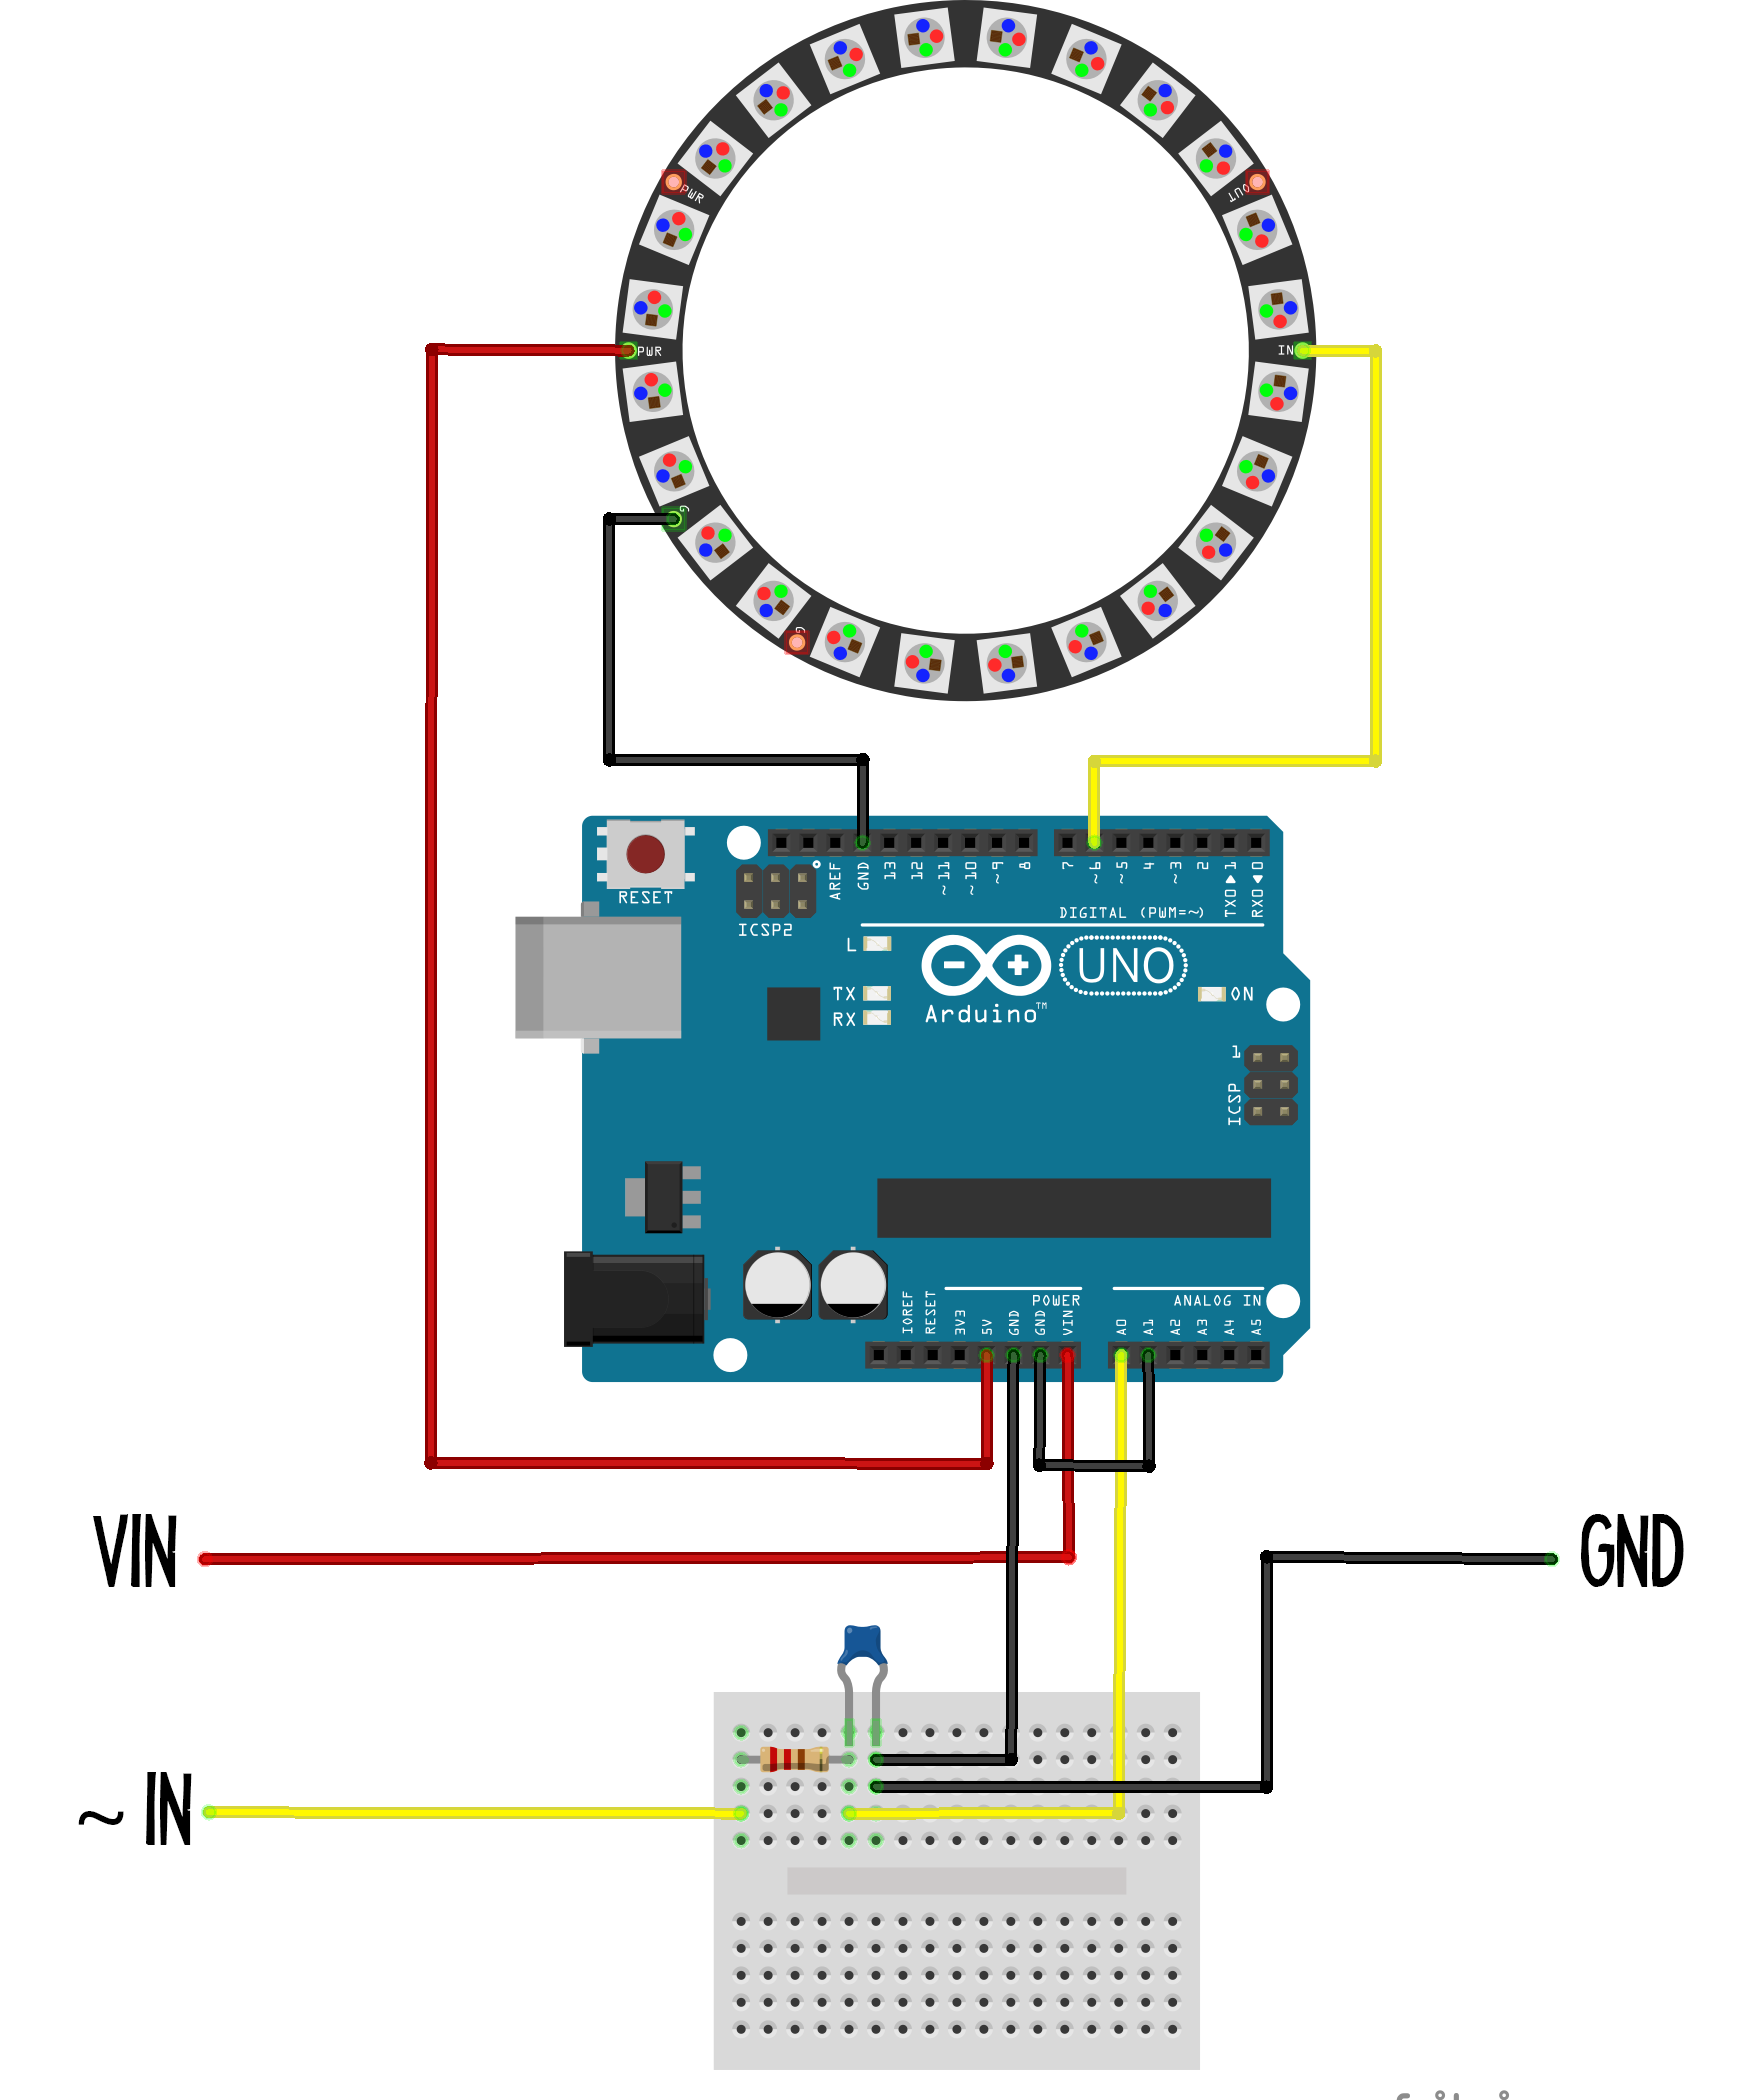 PWR
OUT
PWR
IN
G
G
RESET
ICSP2
AREF
GND
13
12
~11
~10
~9
8
7
~6
~5
4
~3
2
TX0▶1
RX0◀0
DIGITAL (PWM=~)
L
TX
RX
Arduino™
UNO
ON
1
ICSP
POWER
ANALOG IN
IOREF
RESET
3V3
5V
GND
GND
VIN
A0
A1
A2
A3
A4
A5
VIN
GND
~ IN